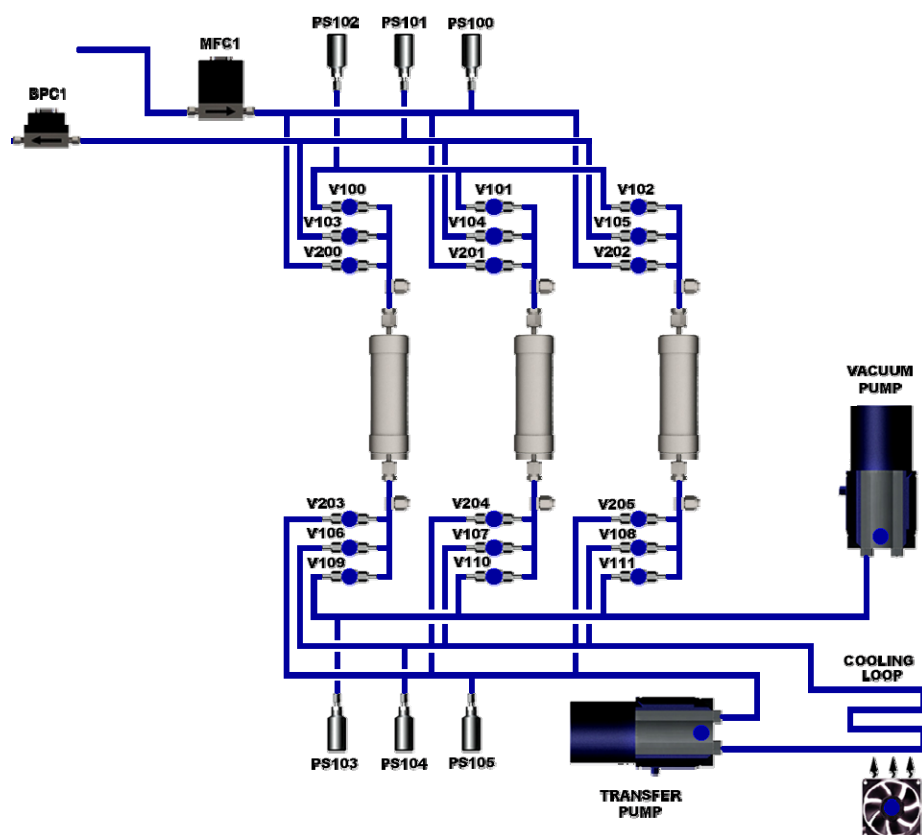 PS102
PS101
PS100
MFC1
BPC1
V100
V101
V102
V103
V104
V105
V200
V201
V202
VACUUM
PUMP
V203
V204
V205
V106
V107
V108
V109
V110
V111
COOLING
LOOP
PS103
PS104
PS105
TRANSFER
PUMP